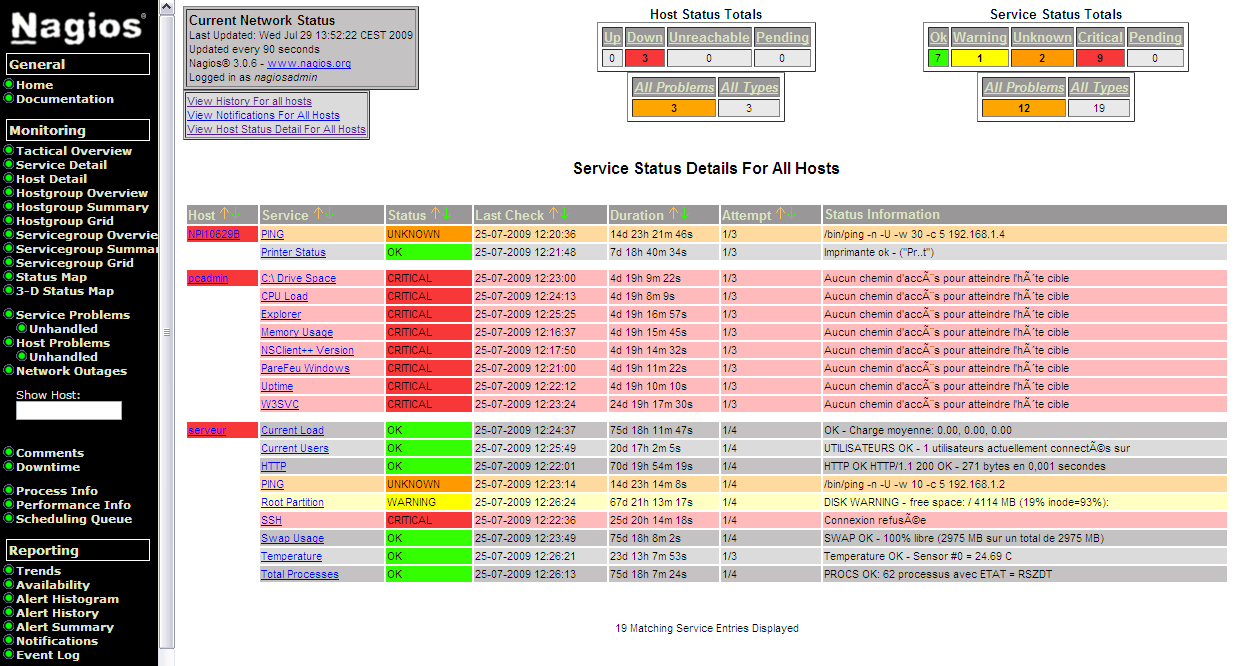 Nagios®
General
Home
Documentation
Monitoring
Tactical Overview
Service Detail
Host Detail
Hostgroup Overview
Hostgroup Summary
Hostgroup Grid
Servicegroup Overvie
Servicegroup Summar
Servicegroup Grid
Status Map
3-D Status Map
Service Problems
Unhandled
Host Problems
Unhandled
Network Outages
Show Host:
Comments
Downtime
Process Info
Performance Info
Scheduling Queue
Reporting
Trends
Availability
Alert Histogram
Alert History
Alert Summary
Notifications
Event Log
Current Network Status
Last Updated: Wed Jul 29 13:52:22 CEST 2009
Updated every 90 seconds
Nagios® 3.0.6 - www.nagios.org
Logged in as nagiosadmin
View History For all hosts
View Notifications For All Hosts
View Host Status Detail For All Hosts
Host Status Totals
Up Down Unreachable Pending
0 3 0 0
All Problems All Types
3 3
Service Status Totals
Ok Warning Unknown Critical Pending
7 1 2 9 0
All Problems All Types
12 19
Service Status Details For All Hosts
Host Service Status Last Check Duration Attempt Status Information
NPI10629B PING UNKNOWN 25-07-2009 12:20:36 14d 23h 21m 46s 1/3 /bin/ping -n -U -w 30 -c 5 192.168.1.4
Printer Status OK 25-07-2009 12:21:48 7d 18h 40m 34s 1/3 Imprimante ok - ("Pr..t")
pcadmin C:\ Drive Space CRITICAL 25-07-2009 12:23:00 4d 19h 9m 22s 1/3 Aucun chemin d'accÃ¨s pour atteindre l'hÃ´te cible
CPU Load CRITICAL 25-07-2009 12:24:13 4d 19h 8m 9s 1/3 Aucun chemin d'accÃ¨s pour atteindre l'hÃ´te cible
Explorer CRITICAL 25-07-2009 12:25:25 4d 19h 16m 57s 1/3 Aucun chemin d'accÃ¨s pour atteindre l'hÃ´te cible
Memory Usage CRITICAL 25-07-2009 12:16:37 4d 19h 15m 45s 1/3 Aucun chemin d'accÃ¨s pour atteindre l'hÃ´te cible
NSClient++ Version CRITICAL 25-07-2009 12:17:50 4d 19h 14m 32s 1/3 Aucun chemin d'accÃ¨s pour atteindre l'hÃ´te cible
PareFeu Windows CRITICAL 25-07-2009 12:21:00 4d 19h 11m 22s 1/3 Aucun chemin d'accÃ¨s pour atteindre l'hÃ´te cible
Uptime CRITICAL 25-07-2009 12:22:12 4d 19h 10m 10s 1/3 Aucun chemin d'accÃ¨s pour atteindre l'hÃ´te cible
W3SVC CRITICAL 25-07-2009 12:23:24 24d 19h 17m 30s 1/3 Aucun chemin d'accÃ¨s pour atteindre l'hÃ´te cible
serveur Current Load OK 25-07-2009 12:24:37 75d 18h 11m 47s 1/4 OK - Charge moyenne: 0.00, 0.00, 0.00
Current Users OK 25-07-2009 12:25:49 20d 17h 2m 5s 1/4 UTILISATEURS OK - 1 utilisateurs actuellement connectÃ©s sur
HTTP OK 25-07-2009 12:22:01 70d 19h 54m 19s 1/4 HTTP OK HTTP/1.1 200 OK - 271 bytes en 0,001 secondes
PING UNKNOWN 25-07-2009 12:23:14 13d 23h 14m 8s 1/4 /bin/ping -n -U -w 10 -c 5 192.168.1.2
Root Partition WARNING 25-07-2009 12:26:24 67d 21h 13m 17s 1/4 DISK WARNING - free space: / 4114 MB (19% inode=93%):
SSH CRITICAL 25-07-2009 12:22:36 25d 20h 14m 18s 1/4 Connexion refusÃ©e
Swap Usage OK 25-07-2009 12:23:49 75d 18h 8m 2s 1/4 SWAP OK - 100% libre (2975 MB sur un total de 2975 MB)
Temperature OK 25-07-2009 12:26:21 23d 13h 7m 53s 1/3 Temperature OK - Sensor #0 = 24.69 C
Total Processes OK 25-07-2009 12:26:13 75d 18h 7m 24s 1/4 PROCS OK: 62 processus avec ETAT = RSZDT
19 Matching Service Entries Displayed